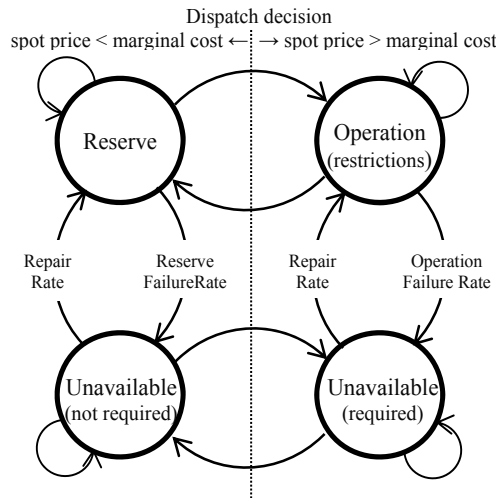 Dispatch decision
spot price < marginal cost ← → spot price > marginal cost
Reserve
Operation
(restrictions)
Repair
Rate
Reserve
FailureRate
Repair
Rate
Operation
Failure Rate
Unavailable
(not required)
Unavailable
(required)